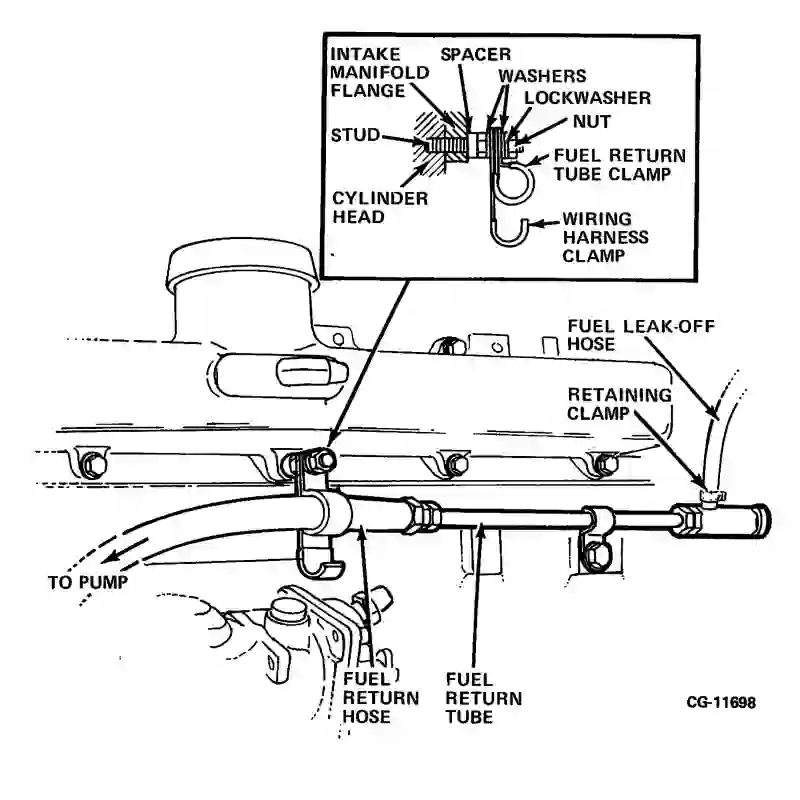 INTAKE
MANIFOLD
FLANGE
SPACER
WASHERS
LOCKWASHER
NUT
STUD
FUEL RETURN
TUBE CLAMP
CYLINDER
HEAD
WIRING
HARNESS
CLAMP
FUEL LEAK-OFF
HOSE
RETAINING
CLAMP
TO PUMP
FUEL
RETURN
HOSE
FUEL
RETURN
TUBE
CG-11698